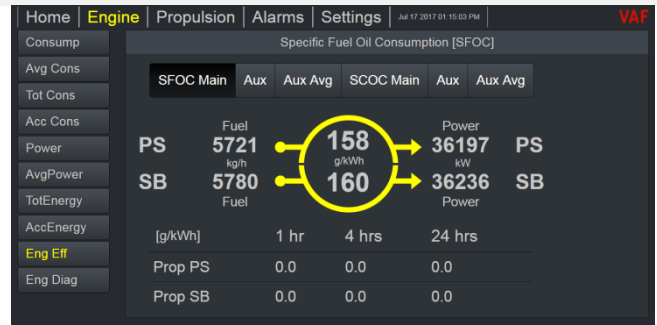 Home Engine Propulsion Alarms Settings Jul 17 2017 01:15:03 PM VAF
Consump
Avg Cons
Tot Cons
Acc Cons
Power
AvgPower
TotEnergy
AccEnergy
Eng Eff
Eng Diag
Specific Fuel Oil Consumption [SFOC]
SFOC Main Aux Aux Avg SCOC Main Aux Aux Avg
Fuel Power
PS 5721 158 36197 PS
kg/h g/kWh kW
SB 5780 160 36236 SB
Fuel Power
[g/kWh] 1 hr 4 hrs 24 hrs
Prop PS 0.0 0.0 0.0
Prop SB 0.0 0.0 0.0